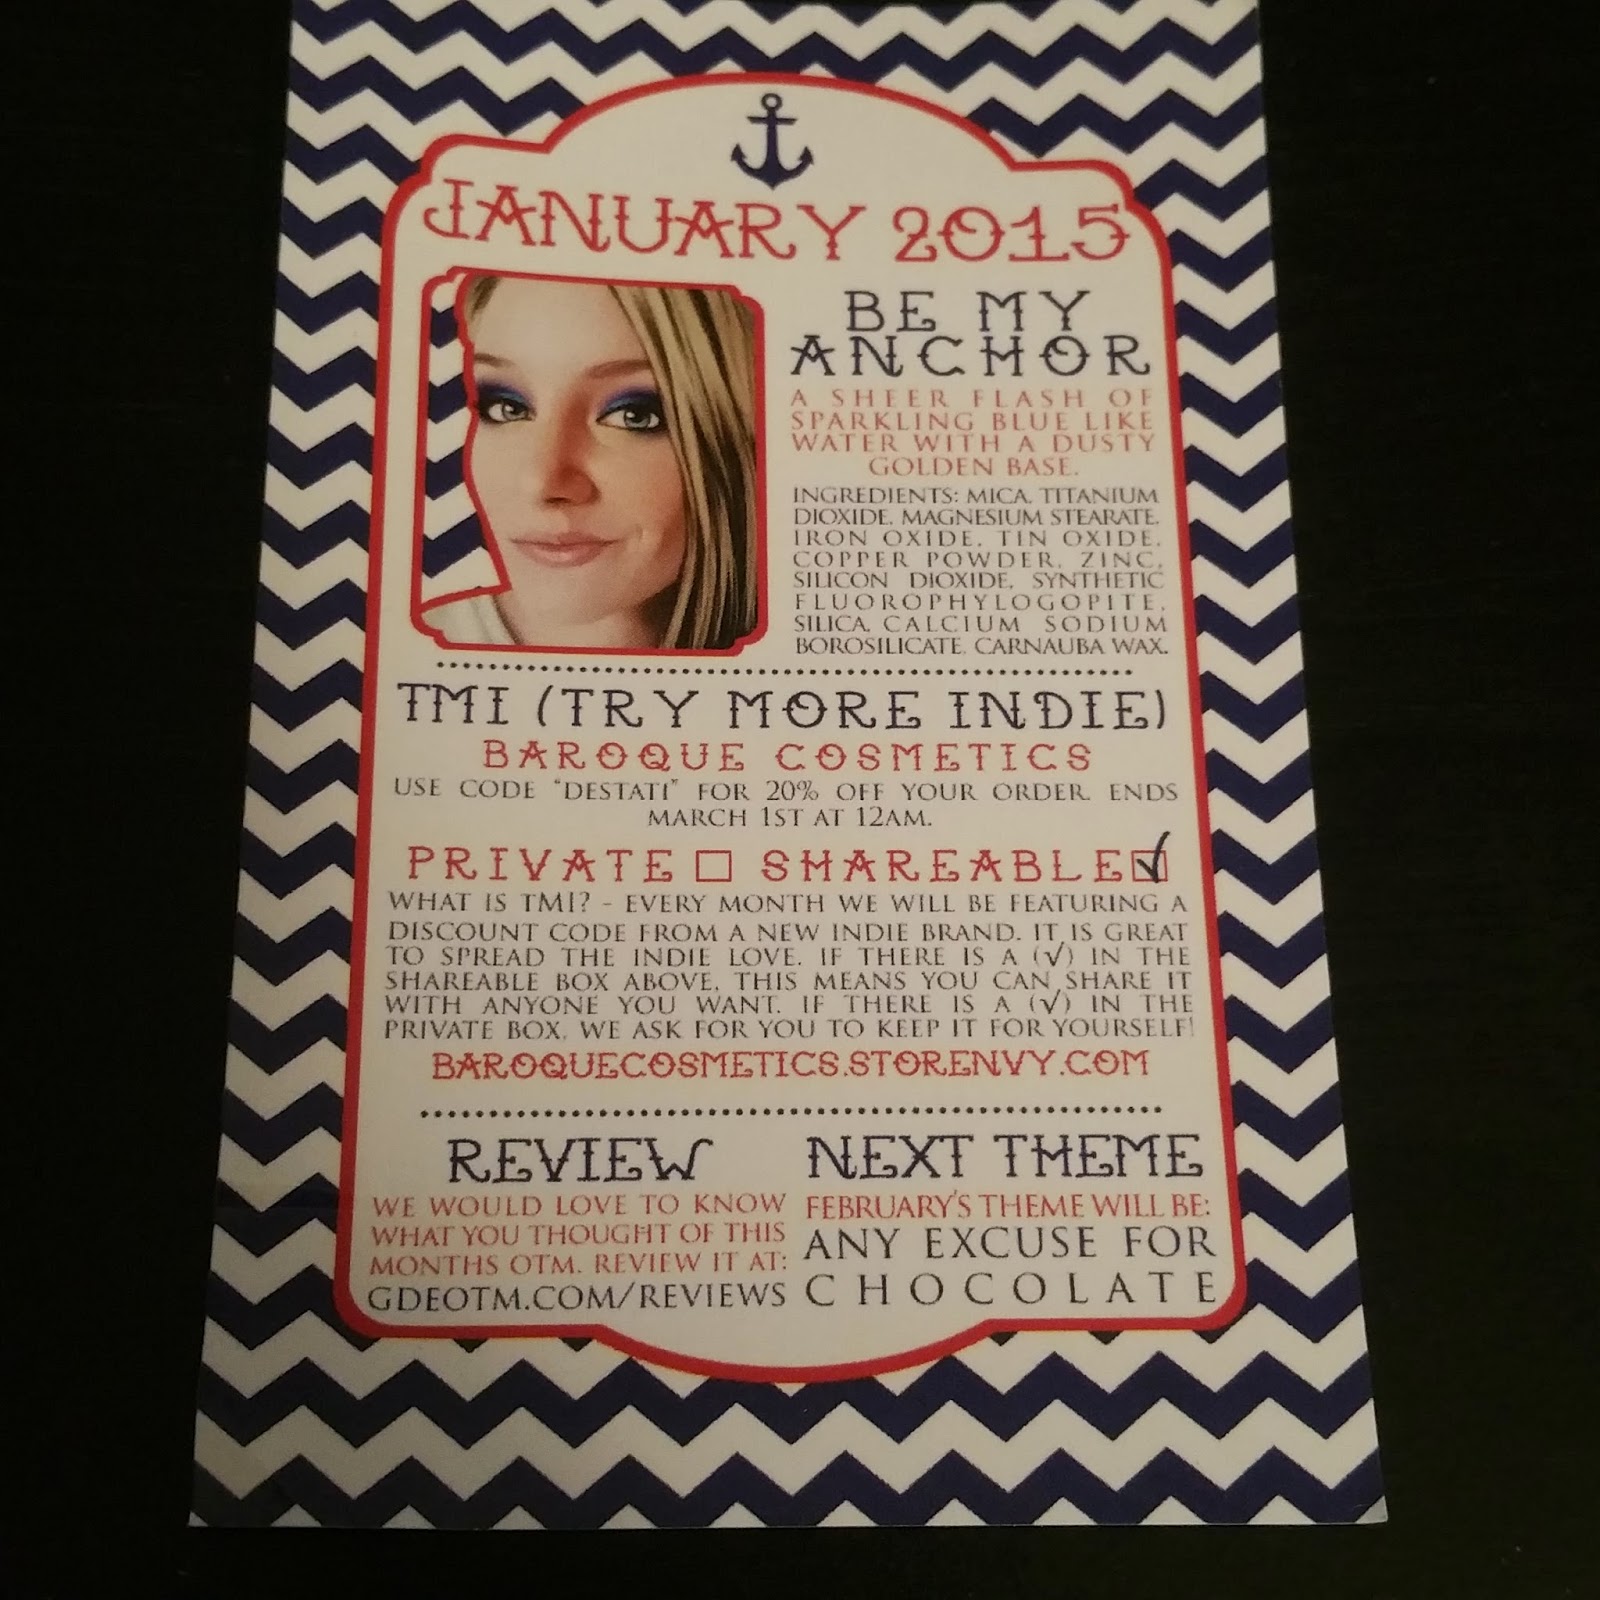 JANUARY 2015
BE MY
ANCHOR
A SHEER FLASH OF
SPARKLING BLUE LIKE
WATER WITH A DUSTY
GOLDEN BASE.
INGREDIENTS: MICA, TITANIUM
DIOXIDE, MAGNESIUM STEARATE,
IRON OXIDE, TIN OXIDE,
COPPER POWDER, ZINC,
SILICON DIOXIDE, SYNTHETIC
FLUOROPHYLOGOPITE,
SILICA, CALCIUM SODIUM
BOROSILICATE, CARNAUBA WAX.
TMI (TRY MORE INDIE)
BAROQUE COSMETICS
USE CODE "DESTATI" FOR 20% OFF YOUR ORDER. ENDS
MARCH 1ST AT 12AM.
PRIVATE ☐ SHAREABLE ☑
WHAT IS TMI? - EVERY MONTH WE WILL BE FEATURING A
DISCOUNT CODE FROM A NEW INDIE BRAND. IT IS GREAT
TO SPREAD THE INDIE LOVE. IF THERE IS A (√) IN THE
SHAREABLE BOX ABOVE, THIS MEANS YOU CAN SHARE IT
WITH ANYONE YOU WANT. IF THERE IS A (√) IN THE
PRIVATE BOX, WE ASK FOR YOU TO KEEP IT FOR YOURSELF!
BAROQUECOSMETICS.STORENVY.COM
REVIEW
WE WOULD LOVE TO KNOW
WHAT YOU THOUGHT OF THIS
MONTHS OTM. REVIEW IT AT:
GDEOTM.COM/REVIEWS
NEXT THEME
FEBRUARY'S THEME WILL BE:
ANY EXCUSE FOR
CHOCOLATE